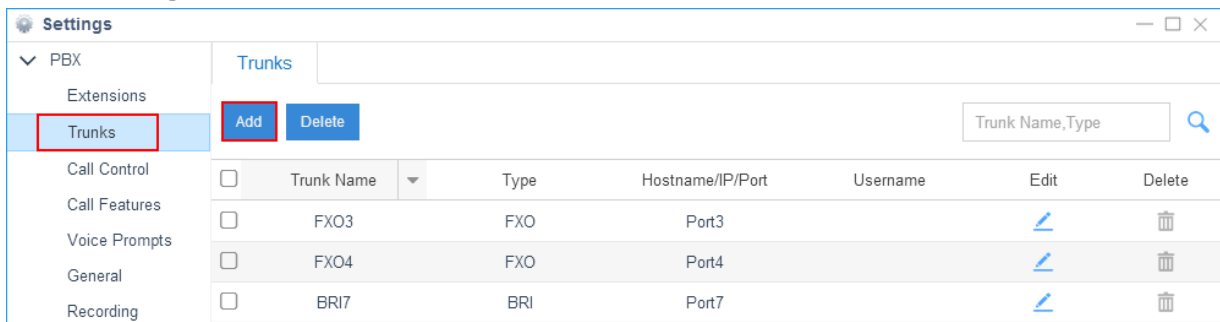 Settings
PBX
Extensions
Trunks
Call Control
Call Features
Voice Prompts
General
Recording
Trunks
Add Delete Trunk Name,Type
Trunk Name Type Hostname/IP/Port Username Edit Delete
FXO3 FXO Port3
FXO4 FXO Port4
BRI7 BRI Port7